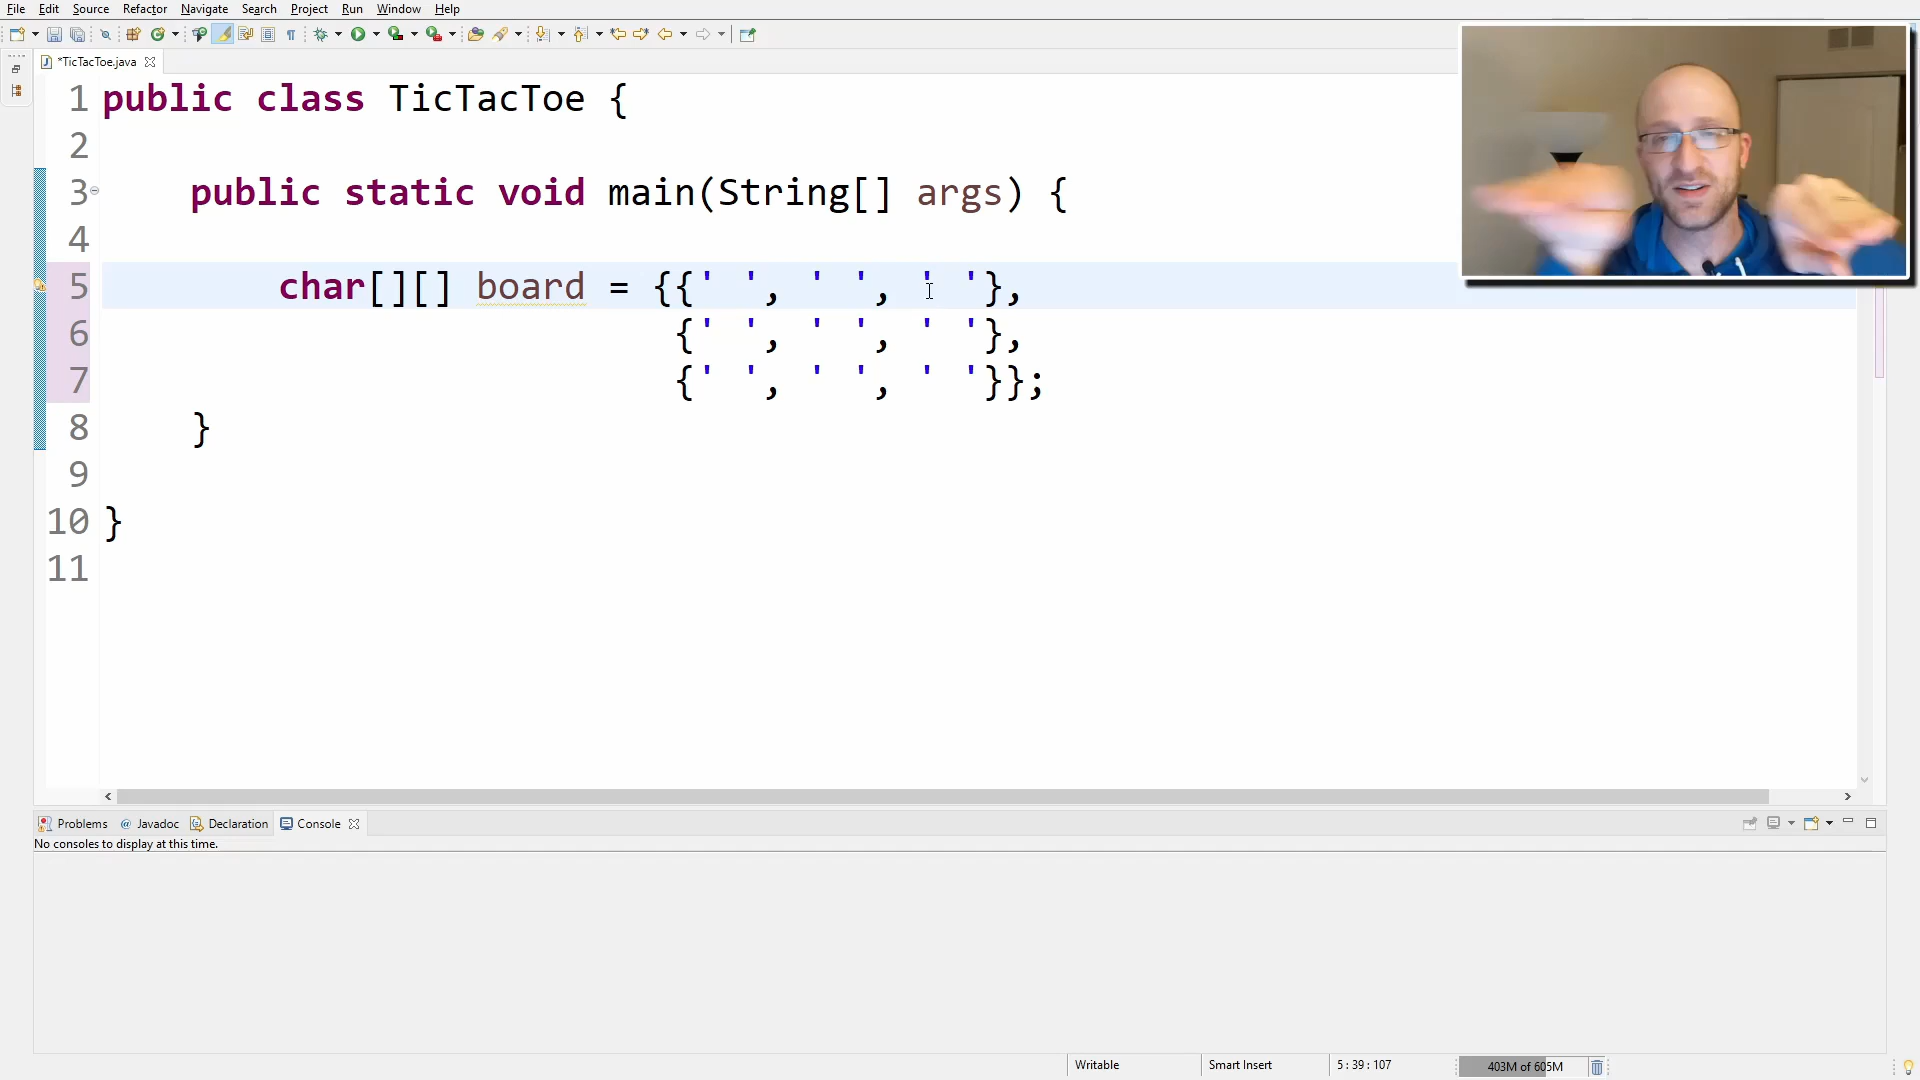 File Edit Source Refactor Navigate Search Project Run Window Help
*TicTacToe.java
1 public class TicTacToe {
2
3 public static void main(String[] args) {
4
5 char[][] board = {{' ', ' ', ' '},
6 {' ', ' ', ' '},
7 {' ', ' ', ' '}};
8 }
9
10 }
11
Problems @ Javadoc Declaration Console
No consoles to display at this time.
Writable Smart Insert 5 : 39 : 107 403M of 605M